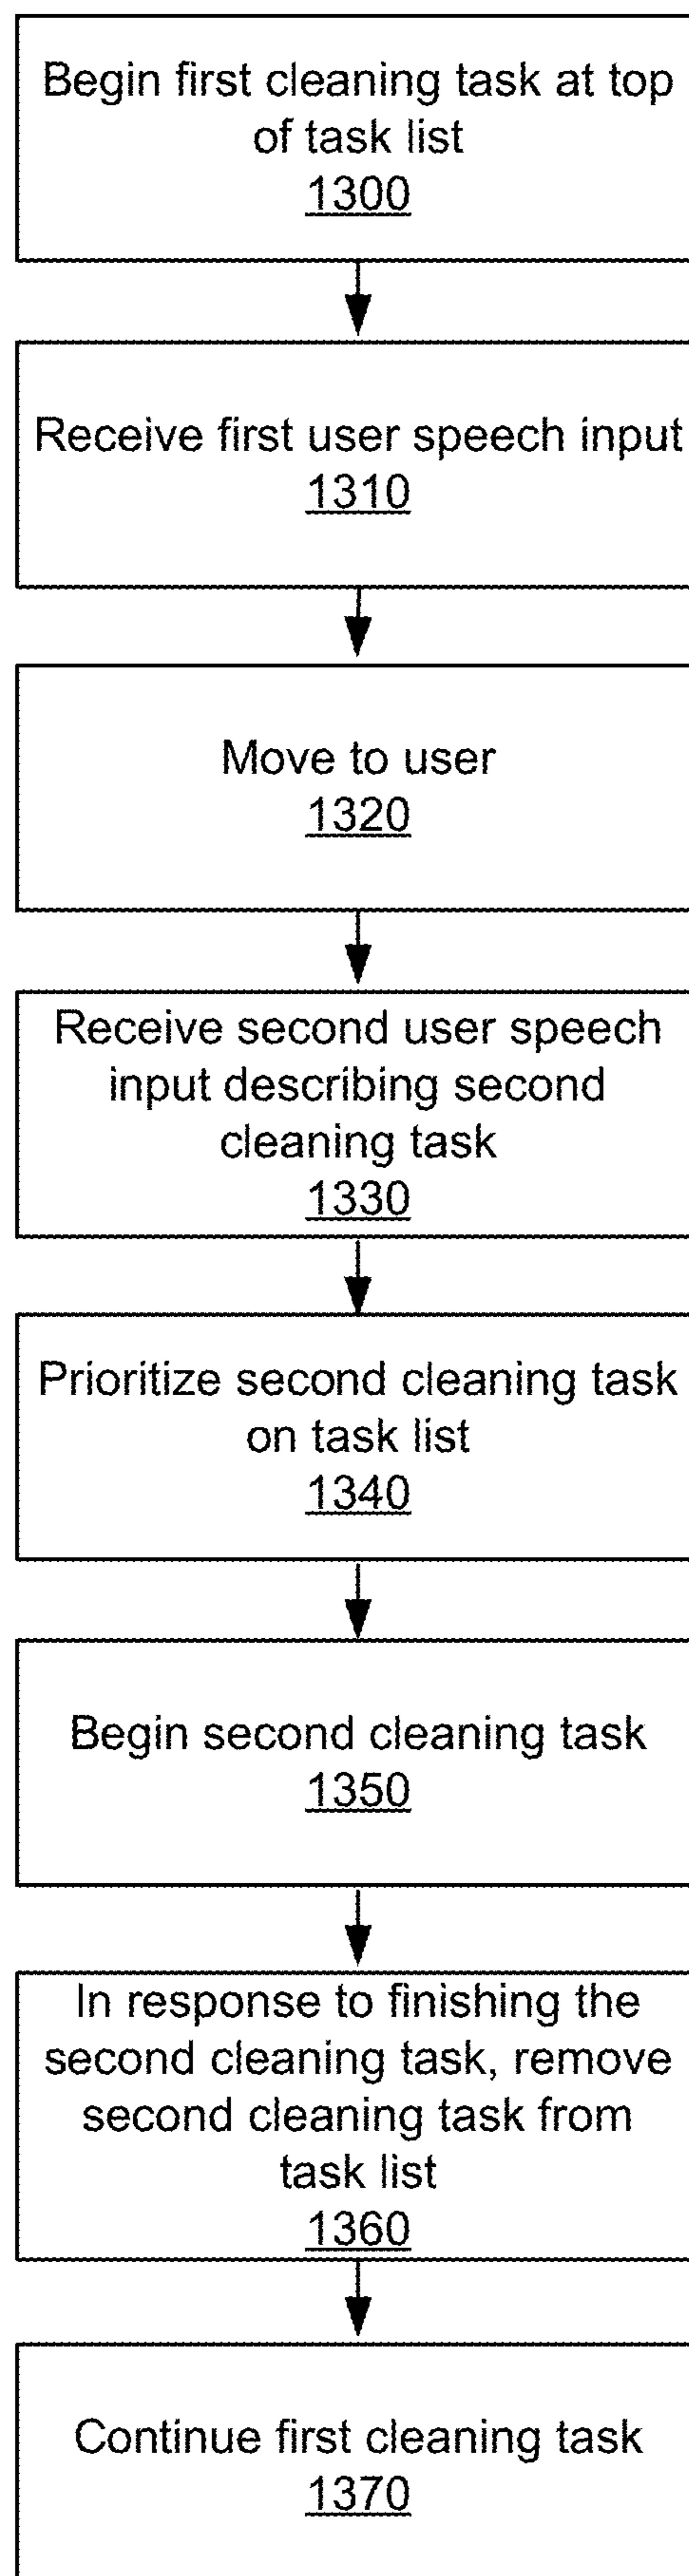 Begin first cleaning task at top
of task list
1300
Receive first user speech input
1310
Move to user
1320
Receive second user speech
input describing second
cleaning task
1330
Prioritize second cleaning task
on task list
1340
Begin second cleaning task
1350
In response to finishing the
second cleaning task, remove
second cleaning task from
task list
1360
Continue first cleaning task
1370